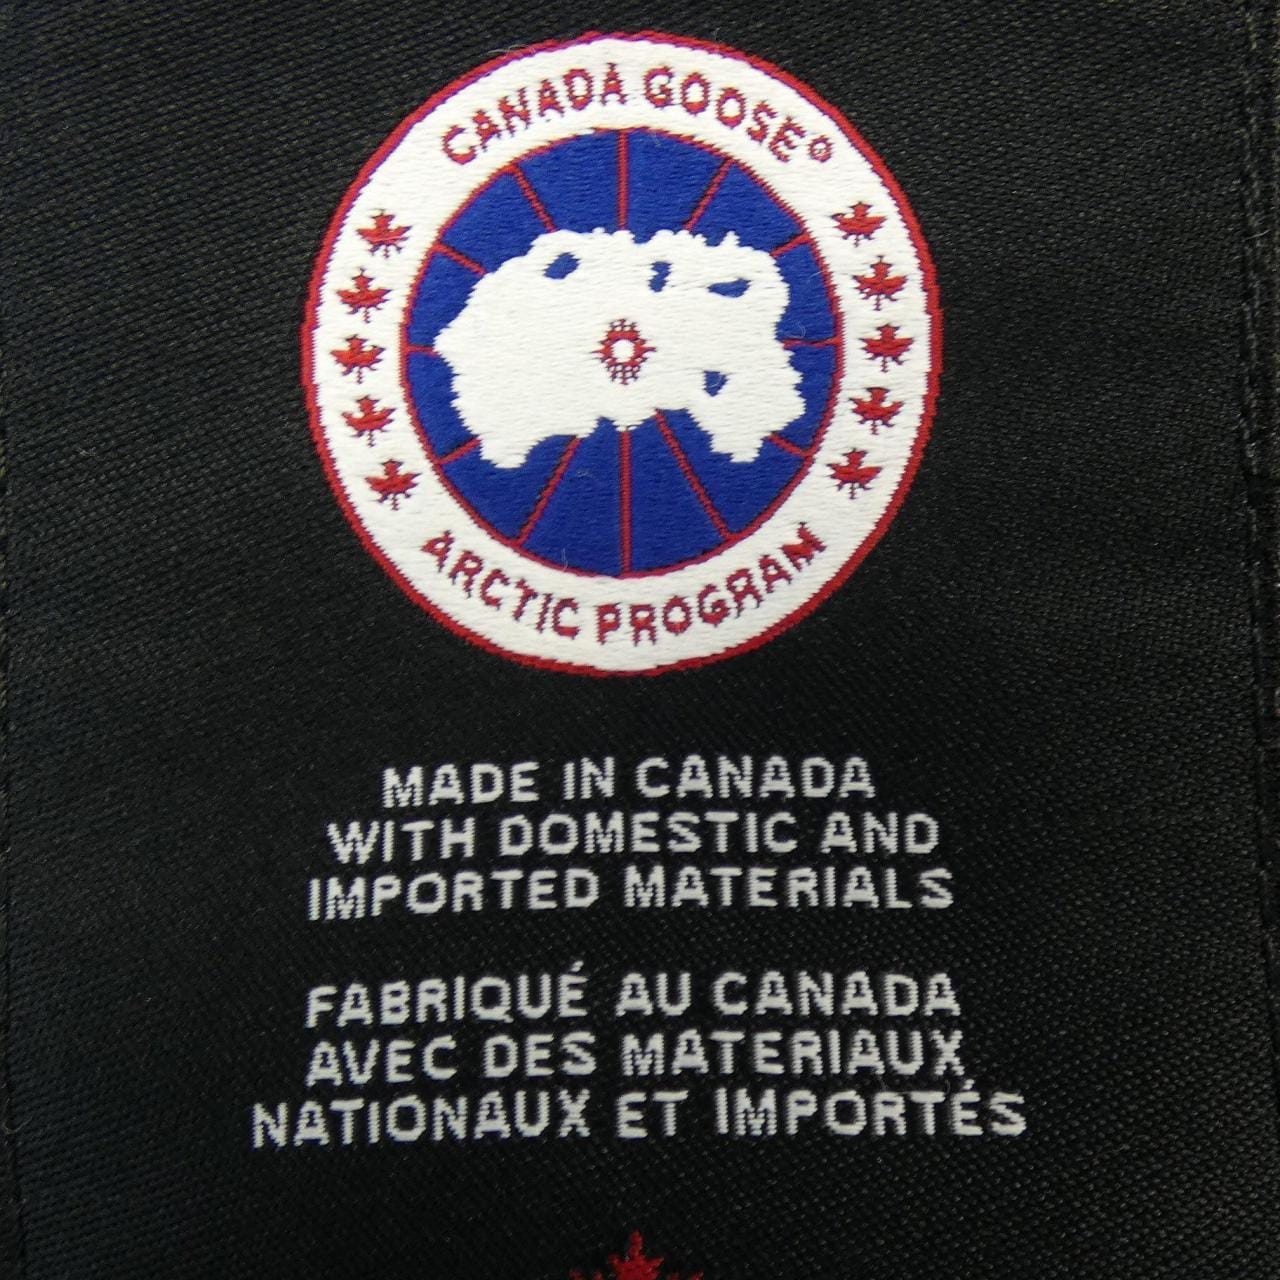 CANADA GOOSE®
ARCTIC PROGRAM
MADE IN CANADA
WITH DOMESTIC AND
IMPORTED MATERIALS
FABRIQUÉ AU CANADA
AVEC DES MATERIAUX
NATIONAUX ET IMPORTÉS